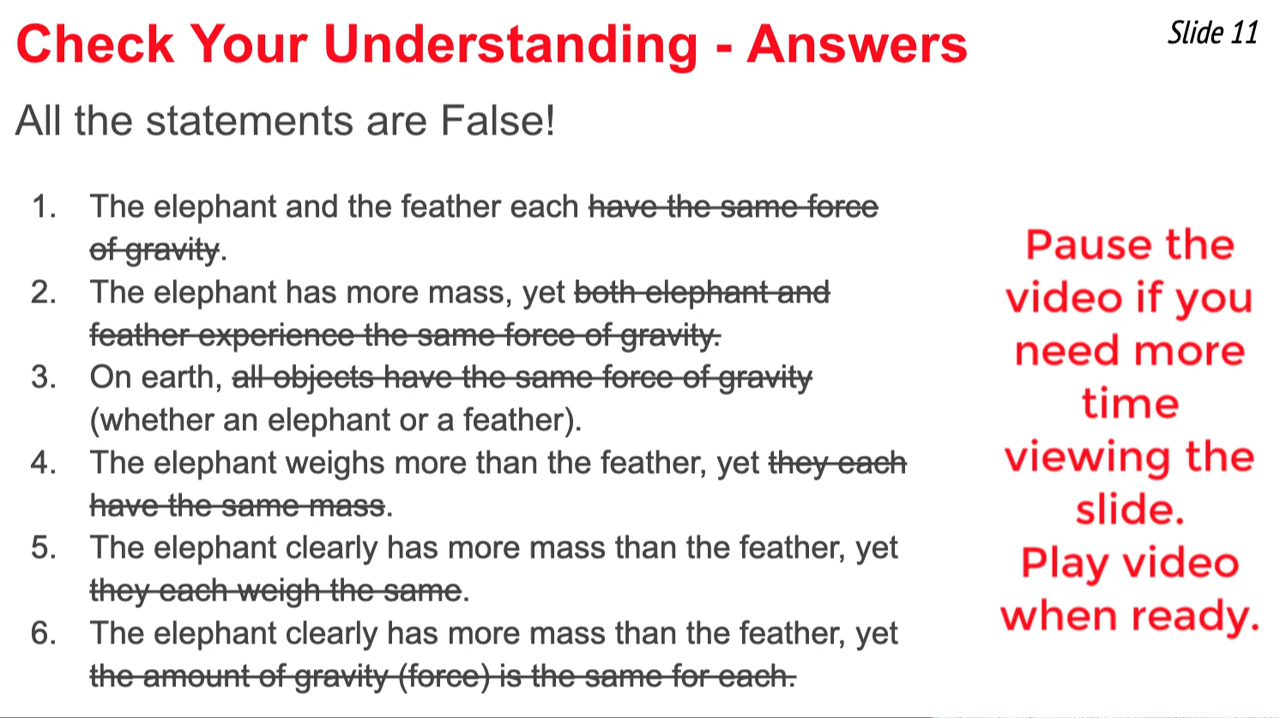 Check Your Understanding - Answers
Slide 11
All the statements are False!
1. The elephant and the feather each have the same force
of gravity.
2. The elephant has more mass, yet both elephant and
feather experience the same force of gravity.
3. On earth, all objects have the same force of gravity
(whether an elephant or a feather).
4. The elephant weighs more than the feather, yet they each
have the same mass.
5. The elephant clearly has more mass than the feather, yet
they each weigh the same.
6. The elephant clearly has more mass than the feather, yet
the amount of gravity (force) is the same for each.
Pause the
video if you
need more
time
viewing the
slide.
Play video
when ready.